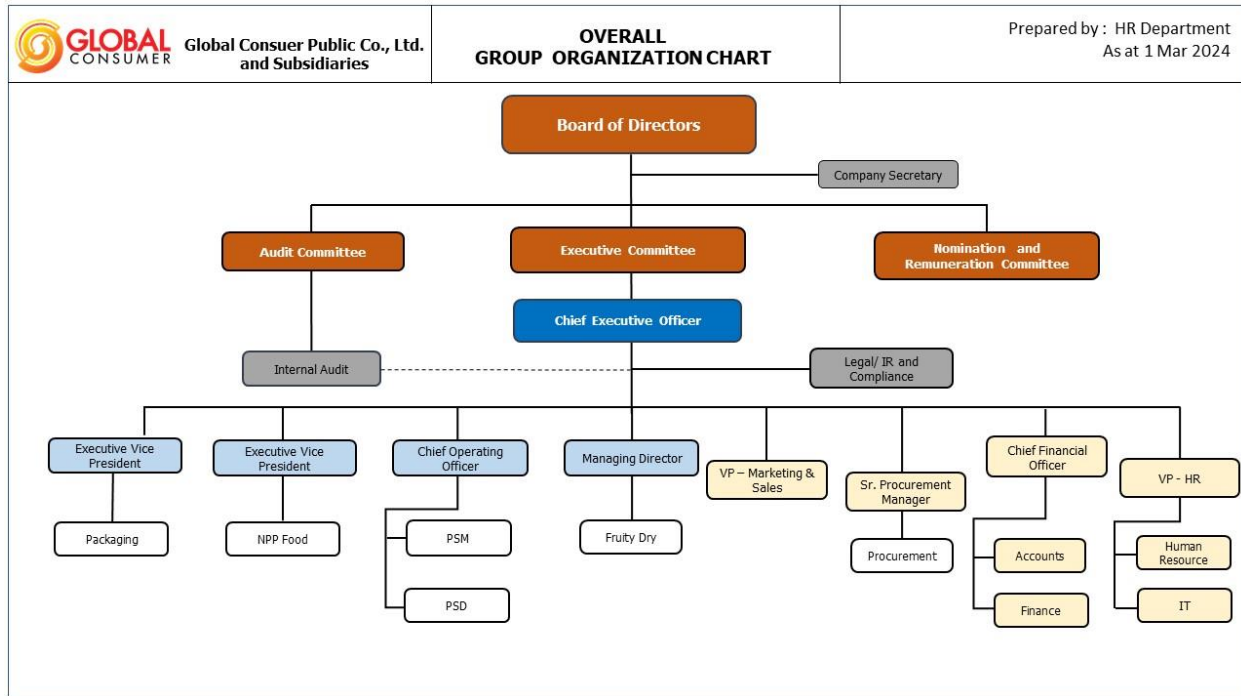 GLOBAL
CONSUMER
Global Consuer Public Co., Ltd.
and Subsidiaries
OVERALL
GROUP ORGANIZATION CHART
Prepared by : HR Department
As at 1 Mar 2024
Board of Directors
Company Secretary
Audit Committee
Executive Committee
Nomination and
Remuneration Committee
Chief Executive Officer
Internal Audit
Legal/ IR and
Compliance
Executive Vice
President
Executive Vice
President
Chief Operating
Officer
Managing Director
VP – Marketing &
Sales
Sr. Procurement
Manager
Chief Financial
Officer
VP - HR
Packaging
NPP Food
PSM
PSD
Fruity Dry
Procurement
Accounts
Finance
Human
Resource
IT